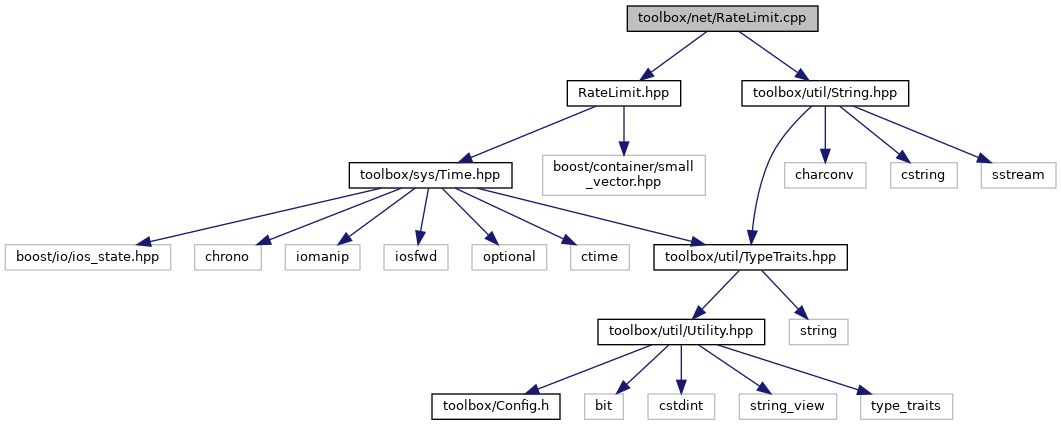 toolbox/net/RateLimit.cpp
RateLimit.hpp
toolbox/util/String.hpp
toolbox/sys/Time.hpp
boost/container/small
_vector.hpp
charconv
cstring
sstream
boost/io/ios_state.hpp
chrono
iomanip
iosfwd
optional
ctime
toolbox/util/TypeTraits.hpp
toolbox/util/Utility.hpp
string
toolbox/Config.h
bit
cstdint
string_view
type_traits